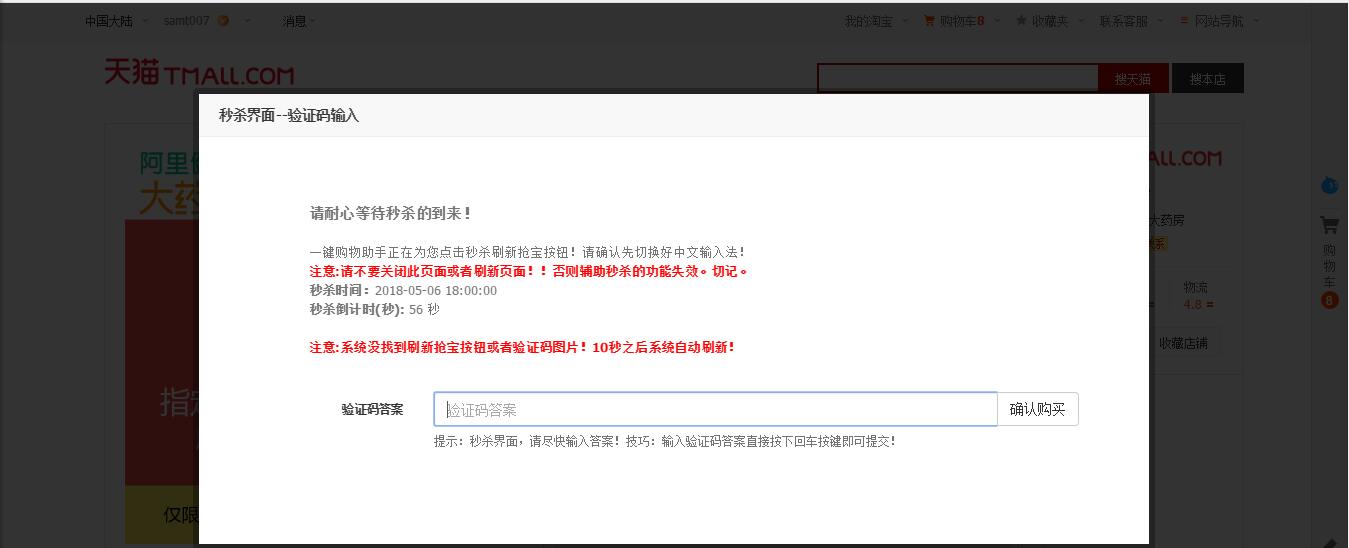 中国大陆 samt007 消息 我的淘宝 购物车8 收藏夹 联系客服 网站导航
天猫 TMALL.COM 搜天猫 搜本店
秒杀界面--验证码输入
阿里
大药
ALL.COM
大药房
请耐心等待秒杀的到来！
一键购物助手正在为您点击秒杀刷新抢宝按钮！请确认先切换好中文输入法！
注意:请不要关闭此页面或者刷新页面！！否则辅助秒杀的功能失效。切记。
秒杀时间：2018-05-06 18:00:00
秒杀倒计时(秒): 56 秒
物流
4.8
购物车
8
注意:系统没找到刷新抢宝按钮或者验证码图片！10秒之后系统自动刷新！
收藏店铺
指定
验证码答案 验证码答案 确认购买
提示：秒杀界面，请尽快输入答案！技巧：输入验证码答案直接按下回车按键即可提交！
仅限